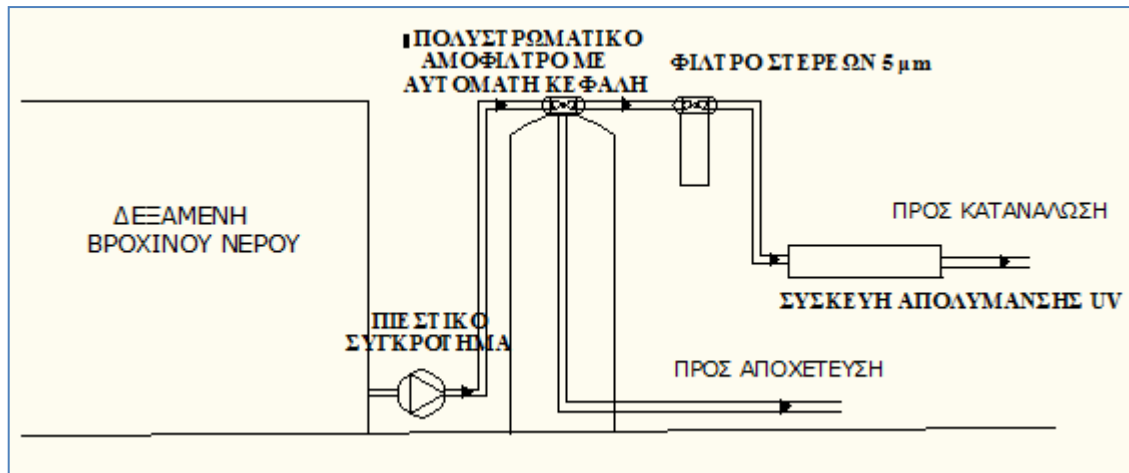 ΠΟΛΥΣΤΡΩΜΑΤΙΚΟ
ΑΜΟΦΙΛΤΡΟ ΜΕ
ΑΥΤΟΜΑΤΗ ΚΕΦΑΛΗ
ΦΙΛΤΡΟ ΣΤΕΡΕΩΝ 5 μm
ΔΕΞΑΜΕΝΗ
ΒΡΟΧΙΝΟΥ ΝΕΡΟΥ
ΠΡΟΣ ΚΑΤΑΝΑΛΩΣΗ
ΣΥΣΚΕΥΗ ΑΠΟΛΥΜΑΝΣΗΣ UV
ΠΙΕΣΤΙΚΟ
ΣΥΓΚΡΟΤΗΜΑ
ΠΡΟΣ ΑΠΟΧΕΤΕΥΣΗ